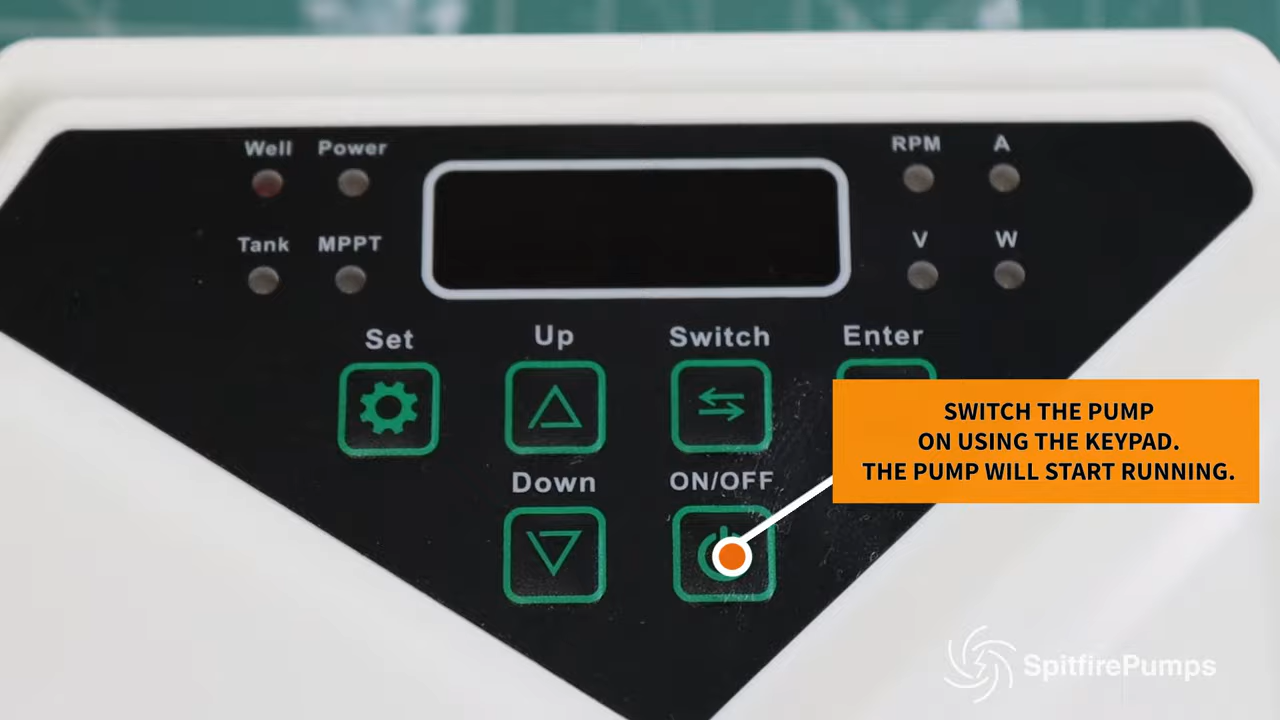 Well Power
RPM A
Tank MPPT
V W
Set Up Switch Enter
SWITCH THE PUMP
ON USING THE KEYPAD.
THE PUMP WILL START RUNNING.
Down ON/OFF
SpitfirePumps